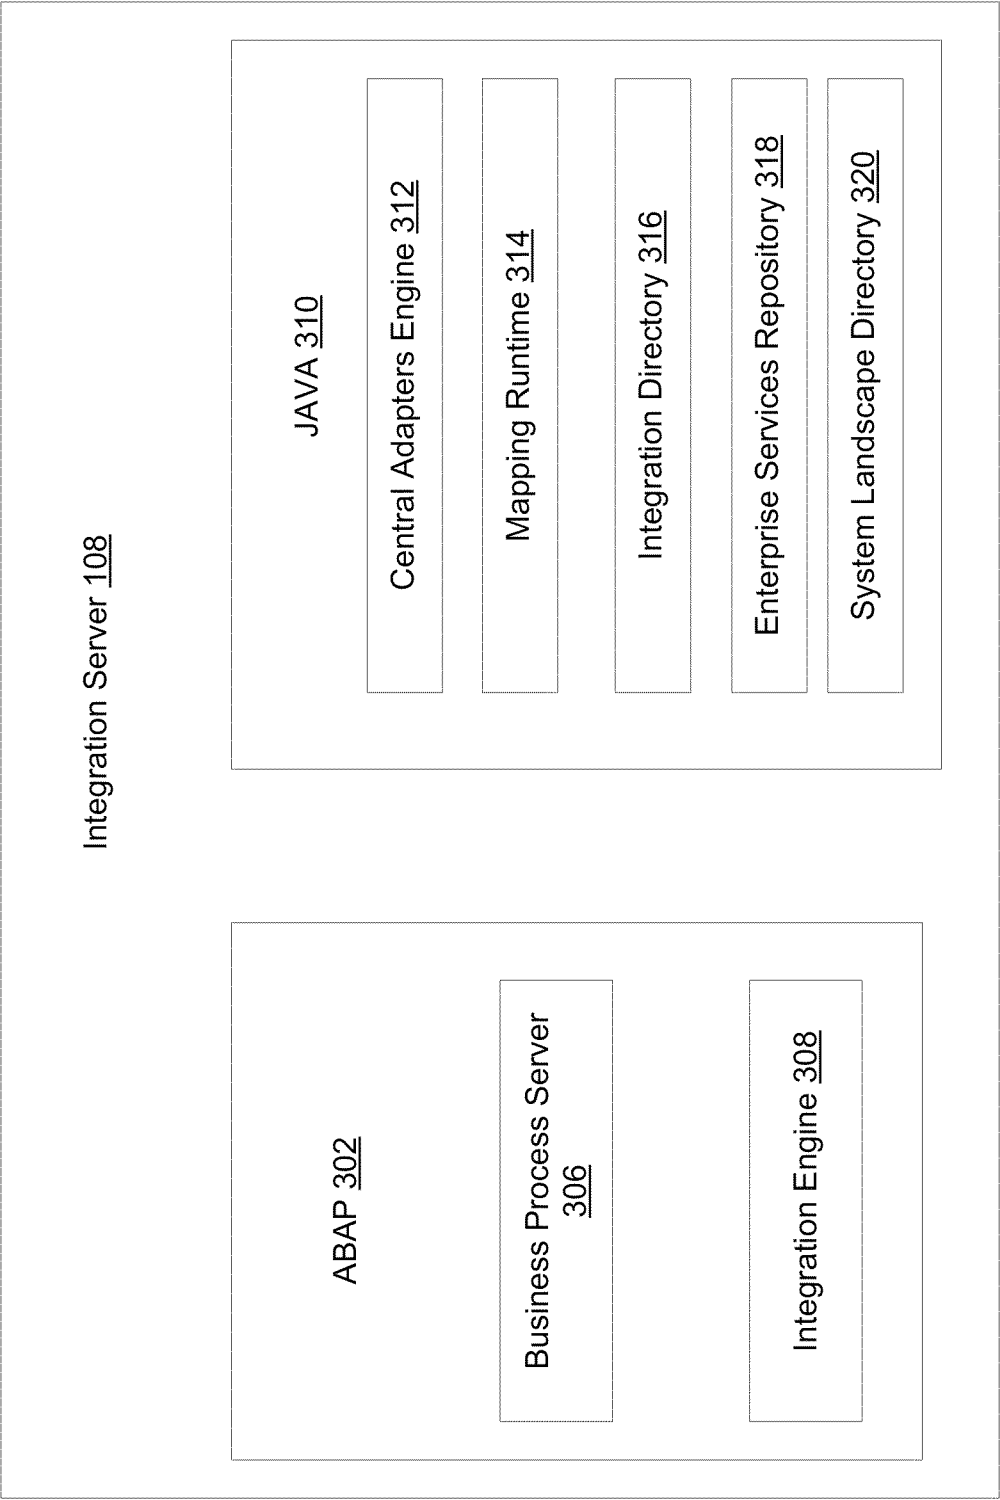 Integration Server 108
ABAP 302
Business Process Server
306
Integration Engine 308
JAVA 310
Central Adapters Engine 312
Mapping Runtime 314
Integration Directory 316
Enterprise Services Repository 318
System Landscape Directory 320